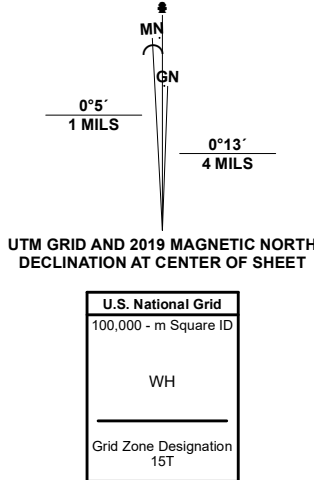 MN
GN
0°5´
1 MILS
0°13´
4 MILS
UTM GRID AND 2019 MAGNETIC NORTH
DECLINATION AT CENTER OF SHEET
U.S. National Grid
100,000 - m Square ID
WH
Grid Zone Designation
15T